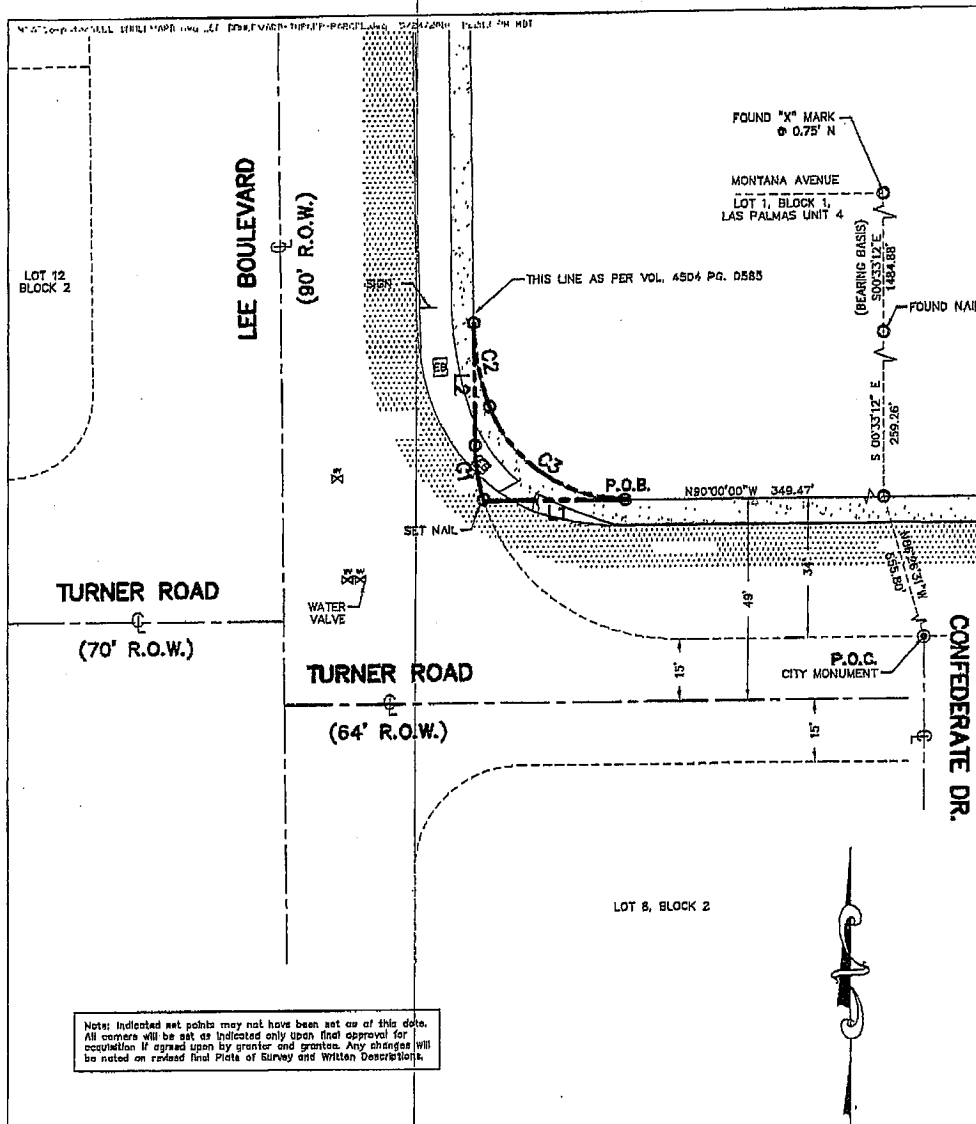 FOUND "X" MARK
@ 0.75' N
MONTANA AVENUE
LOT 1, BLOCK 1,
LAS PALMAS UNIT 4
(BEARING BASIS)
S00°33'12"E
1484.88'
LEE BOULEVARD
(90' R.O.W.)
LOT 12
BLOCK 2
SIGN
THIS LINE AS PER VOL. 4504 PG. 0585
FOUND NAIL
EB
C2
L2
S 00°33'12" E
259.26'
C3
C1
P.O.B.
N90°00'00"W 349.47'
L1
SET NAIL
W
34'
49'
N86°26'31"W
655.80'
TURNER ROAD
(70' R.O.W.)
W W
WATER
VALVE
CONFEDERATE DR.
P.O.C.
CITY MONUMENT
15'
TURNER ROAD
(64' R.O.W.)
15'
LOT 8, BLOCK 2
Note: Indicated set points may not have been set as of this date.
All corners will be set as indicated only upon final approval for
acquisition if agreed upon by grantor and grantee. Any changes will
be noted on revised final Plats of Survey and Written Descriptions.